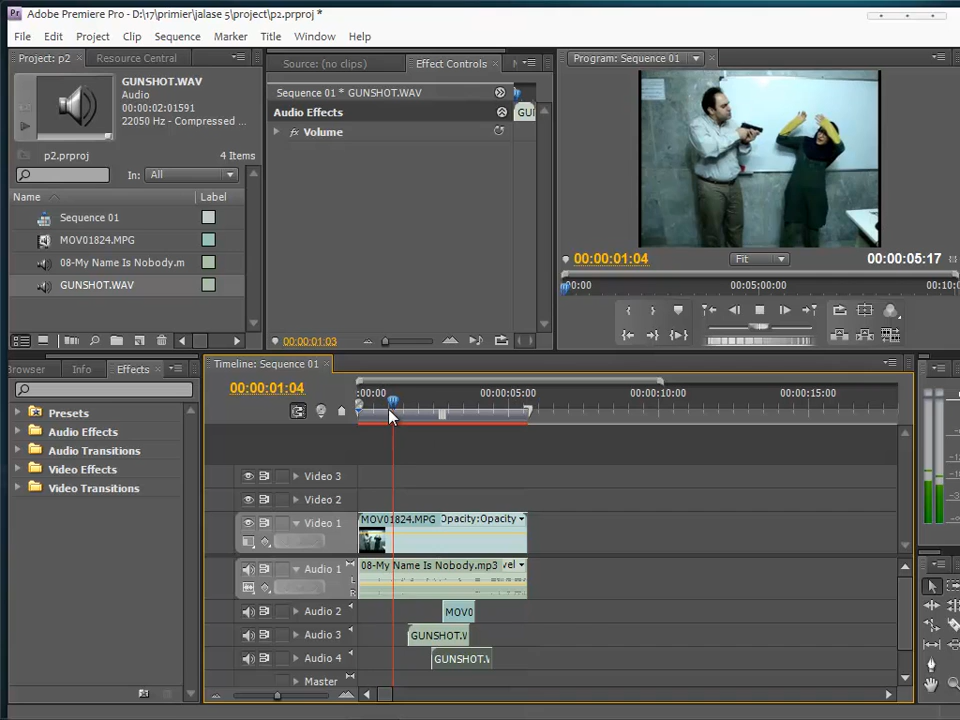 Adobe Premiere Pro - D:\17\primier\jalase 5\project\p2.prproj *
File Edit Project Clip Sequence Marker Title Window Help
Project: p2 Resource Central
GUNSHOT.WAV
Audio
00:00:02:01591
22050 Hz - Compressed ...
p2.prproj 4 Items
In: All
Name Label
Sequence 01
MOV01824.MPG
08-My Name Is Nobody.m
GUNSHOT.WAV
Source: (no clips) Effect Controls
Sequence 01 * GUNSHOT.WAV
Audio Effects
fx Volume
00:00:01:03
Program: Sequence 01
00:00:01:04 Fit 00:00:05:17
:00:00 00:05:00:00 00:10:0
Browser Info Effects
Presets
Audio Effects
Audio Transitions
Video Effects
Video Transitions
Timeline: Sequence 01
00:00:01:04
:00:00 00:00:05:00 00:00:10:00 00:00:15:00
Video 3
Video 2
Video 1 MOV01824.MPG Opacity:Opacity
Audio 1 08-My Name Is Nobody.mp3 vel
L
R
Audio 2 MOV0
Audio 3 GUNSHOT.W
Audio 4 GUNSHOT.W
Master